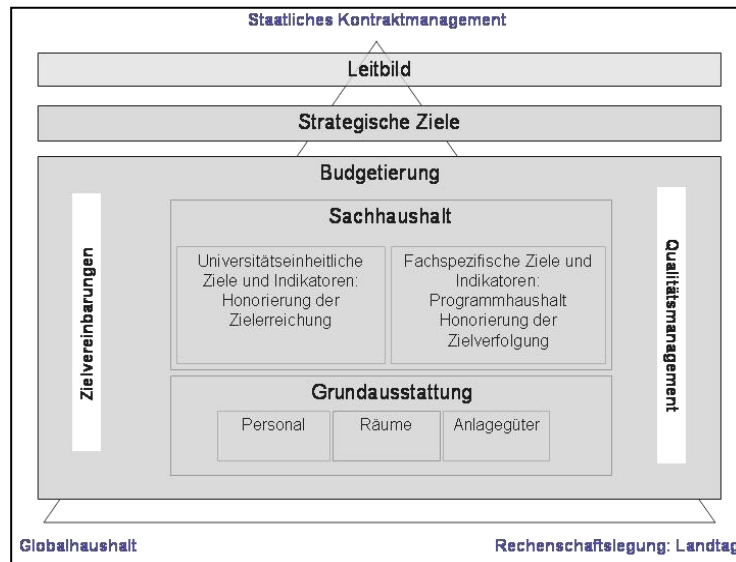 Staatliches Kontraktmanagement
Leitbild
Strategische Ziele
Budgetierung
Zielvereinbarungen
Sachhaushalt
Universitätseinheitliche
Ziele und Indikatoren:
Honorierung der
Zielerreichung
Fachspezifische Ziele und
Indikatoren:
Programmhaushalt
Honorierung der
Zielverfolgung
Grundausstattung
Personal
Räume
Anlagegüter
Qualitätsmanagement
Globalhaushalt
Rechenschaftslegung: Landtag